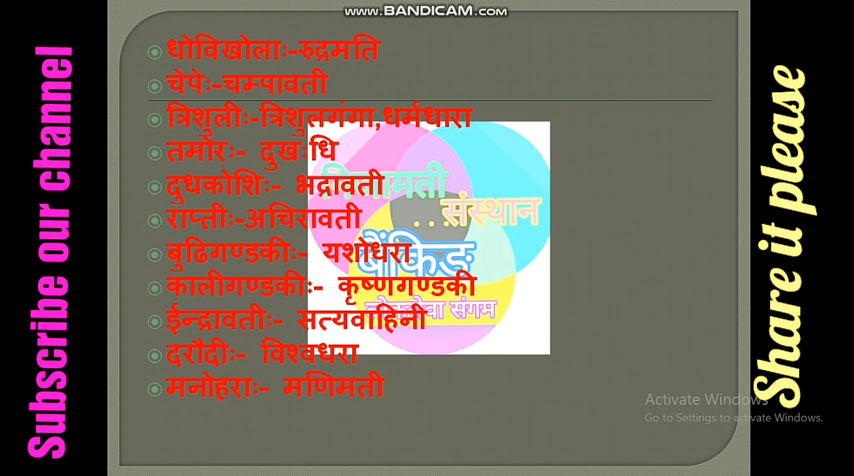 www.BANDICAM.com
धोविखोलाः-रुद्रमति
चेपेः-चम्पावती
त्रिशुलीः-त्रिशुलगंगा,धर्मधारा
तमोरः- दुखःधि
दुधकोशिः- भद्रावती
राप्तीः-अचिरावती
बुढिगण्डकीः- यशोधरा
कालीगण्डकीः- कृष्णगण्डकी
ईन्द्रावतीः- सत्यवाहिनी
दरौदीः- विश्वधरा
मनोहराः- मणिमती
...संस्थान
बैंकिङ
संगम
Subscribe our channel
Share it please
Activate Windows
Go to Settings to activate Windows.